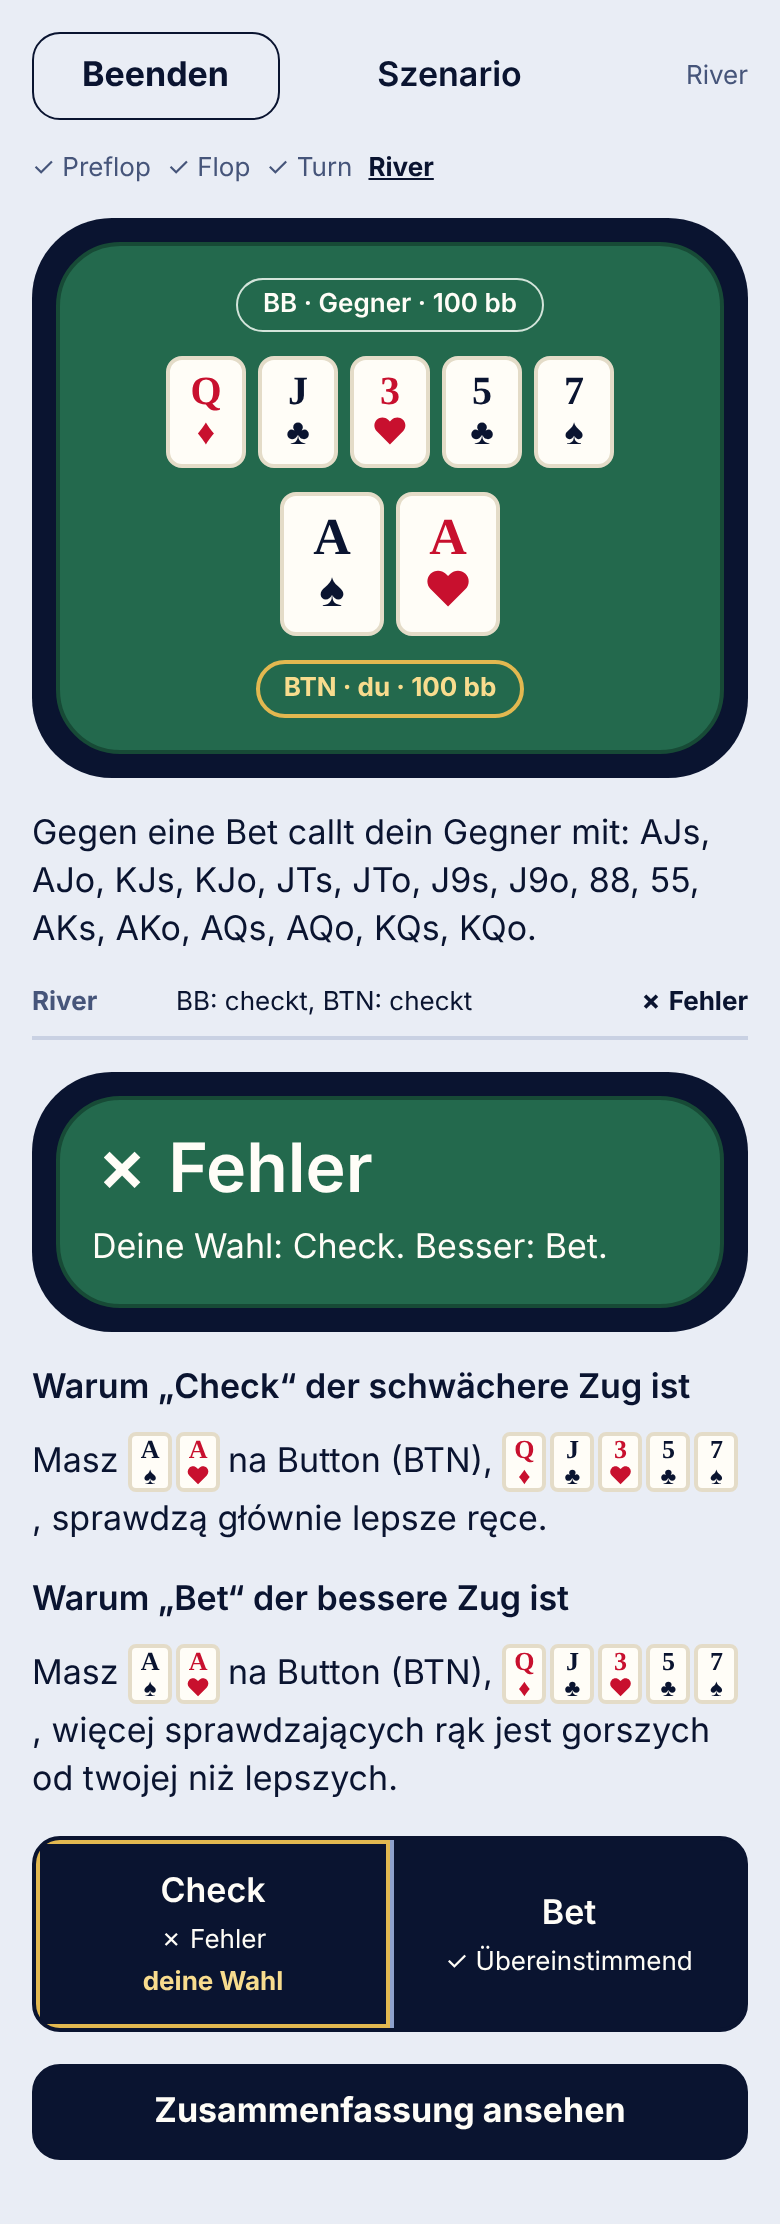 Beenden Szenario River
✓ Preflop ✓ Flop ✓ Turn River
BB · Gegner · 100 bb
Q♦ J♣ 3♥ 5♣ 7♠
A♠ A♥
BTN · du · 100 bb
Gegen eine Bet callt dein Gegner mit: AJs,
AJo, KJs, KJo, JTs, JTo, J9s, J9o, 88, 55,
AKs, AKo, AQs, AQo, KQs, KQo.
River BB: checkt, BTN: checkt × Fehler
× Fehler
Deine Wahl: Check. Besser: Bet.
Warum „Check“ der schwächere Zug ist
Masz A♠ A♥ na Button (BTN), Q♦ J♣ 3♥ 5♣ 7♠
, sprawdzą głównie lepsze ręce.
Warum „Bet“ der bessere Zug ist
Masz A♠ A♥ na Button (BTN), Q♦ J♣ 3♥ 5♣ 7♠
, więcej sprawdzających rąk jest gorszych
od twojej niż lepszych.
Check
× Fehler
deine Wahl
Bet
✓ Übereinstimmend
Zusammenfassung ansehen